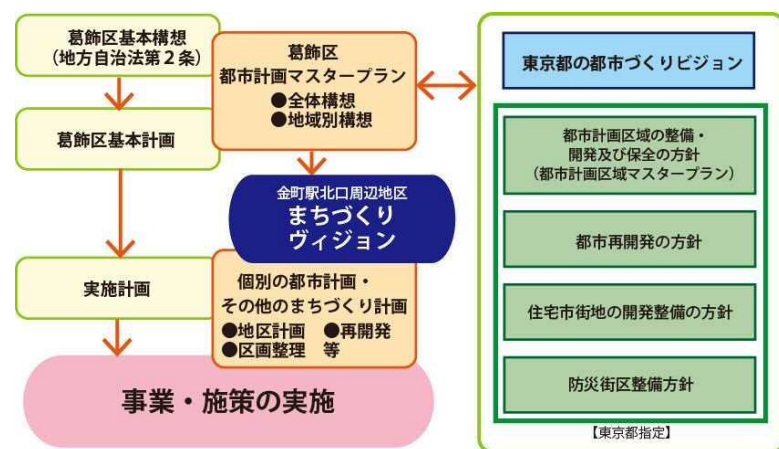 葛飾区基本構想
（地方自治法第２条）
葛飾区基本計画
実施計画
葛飾区
都市計画マスタープラン
●全体構想
●地域別構想
金町駅北口周辺地区
まちづくり
ヴィジョン
個別の都市計画・
その他のまちづくり計画
●地区計画　●再開発
●区画整理　等
事業・施策の実施
東京都の都市づくりビジョン
都市計画区域の整備・
開発及び保全の方針
（都市計画区域マスタープラン）
都市再開発の方針
住宅市街地の開発整備の方針
防災街区整備方針
【東京都指定】